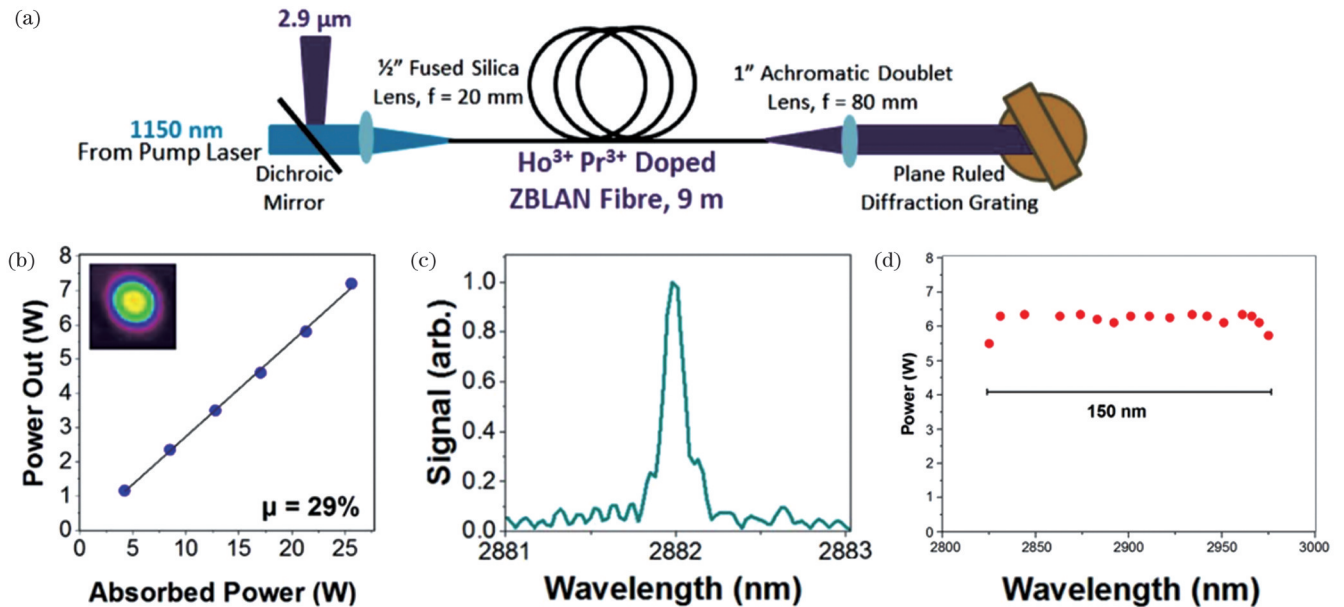 (a)
2.9 μm
½” Fused Silica
Lens, f = 20 mm
1” Achromatic Doublet
Lens, f = 80 mm
1150 nm
From Pump Laser
Dichroic
Mirror
Ho³⁺ Pr³⁺ Doped
ZBLAN Fibre, 9 m
Plane Ruled
Diffraction Grating
(b)
Power Out (W)
8
7
6
5
4
3
2
1
0
μ = 29%
0 5 10 15 20 25
Absorbed Power (W)
(c)
Signal (arb.)
1.0
0.8
0.6
0.4
0.2
0.0
2881 2882 2883
Wavelength (nm)
(d)
Power (W)
8
7
6
5
4
3
2
1
0
150 nm
2800 2850 2900 2950 3000
Wavelength (nm)